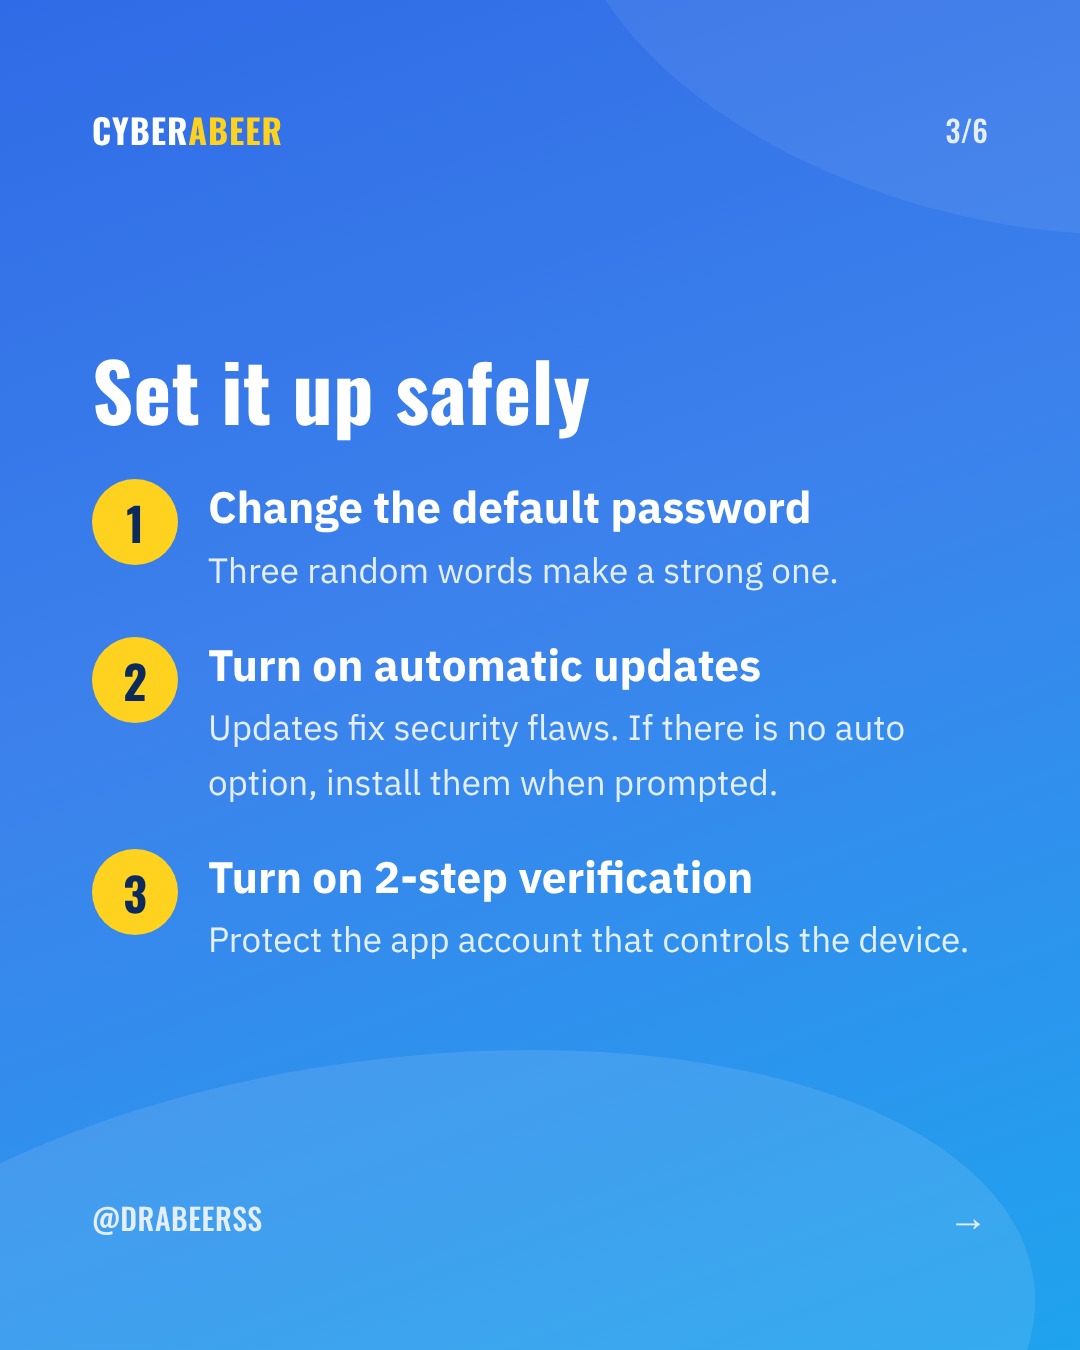 CYBERABEER
3/6
Set it up safely
1
Change the default password
Three random words make a strong one.
2
Turn on automatic updates
Updates fix security flaws. If there is no auto
option, install them when prompted.
3
Turn on 2-step verification
Protect the app account that controls the device.
@DRABEERSS
→